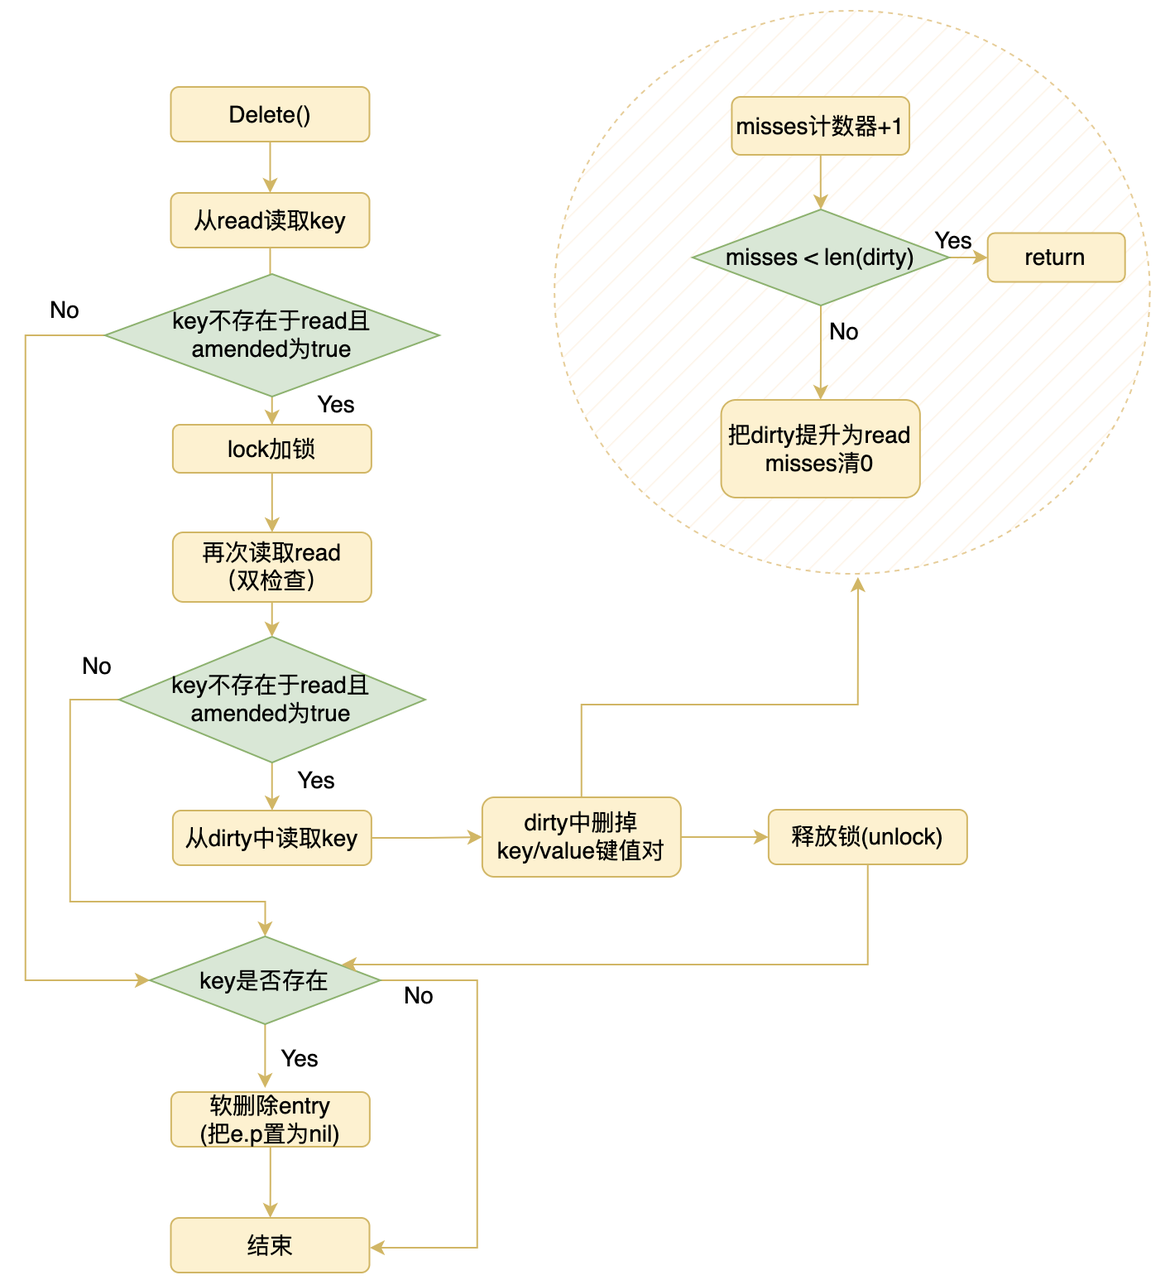 Delete()
从read读取key
No
key不存在于read且
amended为true
Yes
lock加锁
再次读取read
（双检查）
No
key不存在于read且
amended为true
Yes
从dirty中读取key
dirty中删掉
key/value键值对
释放锁(unlock)
key是否存在
No
Yes
软删除entry
(把e.p置为nil)
结束
misses计数器+1
misses < len(dirty)
Yes
return
No
把dirty提升为read
misses清0